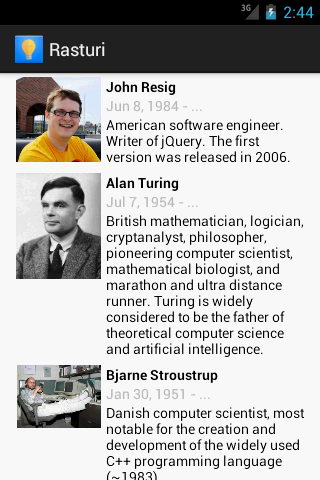 3G 2:44
Rasturi
John Resig
Jun 8, 1984 - ...
American software engineer.
Writer of jQuery. The first
version was released in 2006.
Alan Turing
Jul 7, 1954 - ...
British mathematician, logician,
cryptanalyst, philosopher,
pioneering computer scientist,
mathematical biologist, and
marathon and ultra distance
runner. Turing is widely
considered to be the father of
theoretical computer science
and artificial intelligence.
Bjarne Stroustrup
Jan 30, 1951 - ...
Danish computer scientist, most
notable for the creation and
development of the widely used
C++ programming language
(~1983)